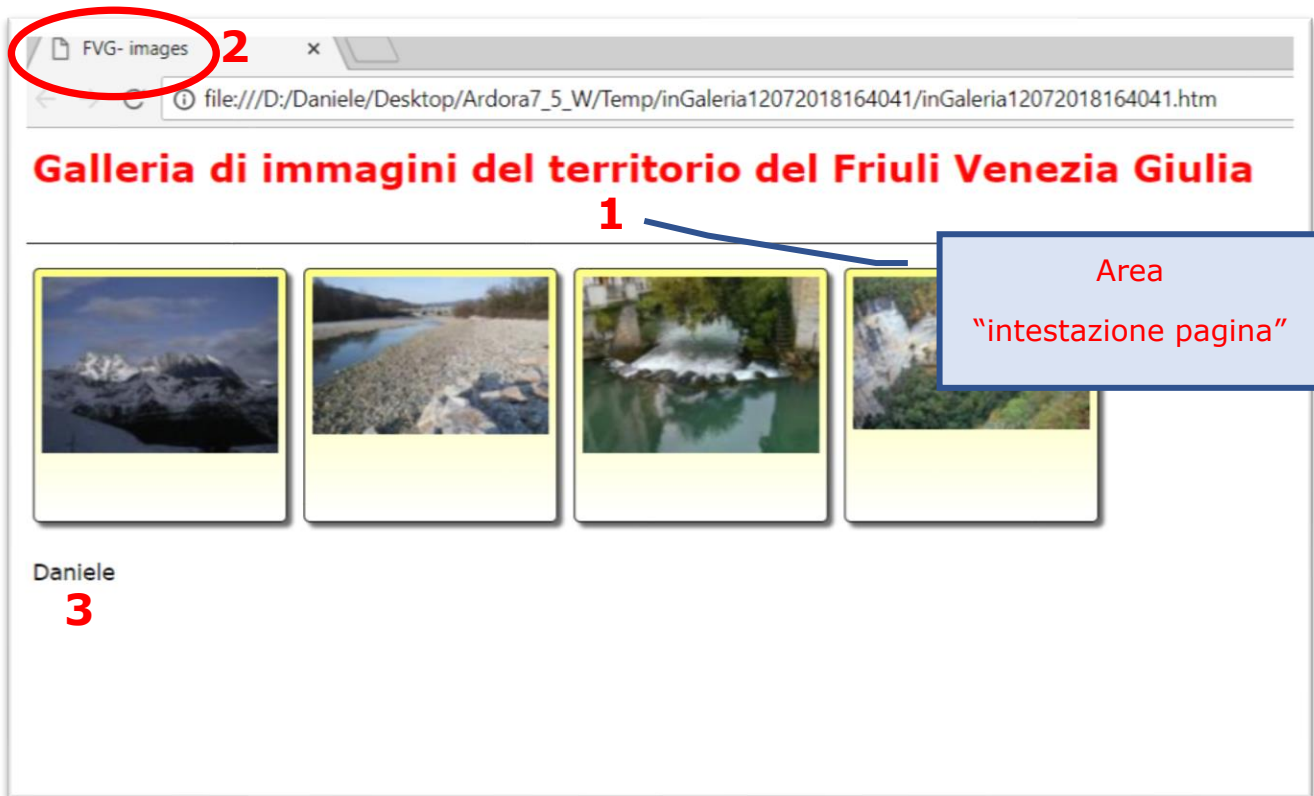 FVG- images 2
file:///D:/Daniele/Desktop/Ardora7_5_W/Temp/inGaleria12072018164041/inGaleria12072018164041.htm
Galleria di immagini del territorio del Friuli Venezia Giulia
1
Area
“intestazione pagina”
Daniele
3